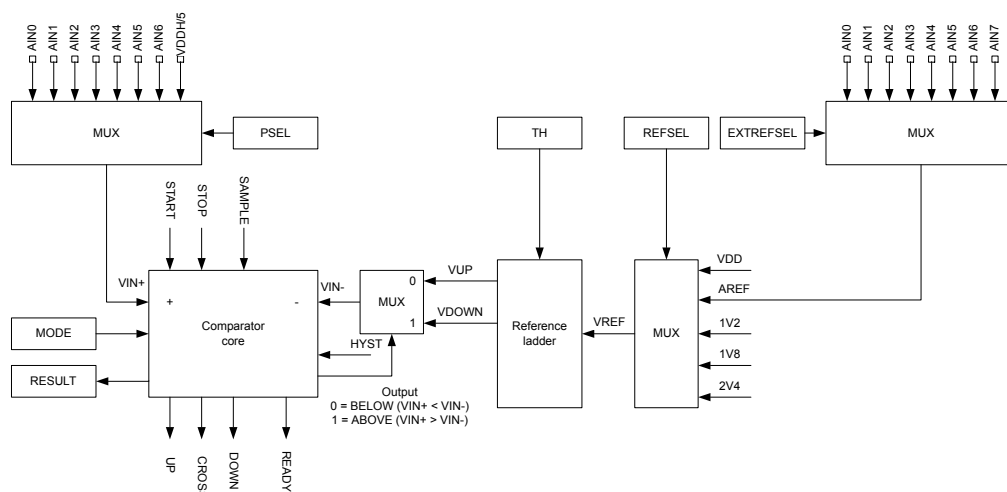 AIN0
AIN1
AIN2
AIN3
AIN4
AIN5
AIN6
VDDH/5
AIN0
AIN1
AIN2
AIN3
AIN4
AIN5
AIN6
AIN7
MUX
PSEL
TH
REFSEL
EXTREFSEL
MUX
START
STOP
SAMPLE
VIN+
+
-
VIN-
MUX
0
1
VUP
VDOWN
Reference
ladder
VREF
MUX
VDD
AREF
1V2
1V8
2V4
MODE
Comparator
core
HYST
RESULT
Output
0 = BELOW (VIN+ < VIN-)
1 = ABOVE (VIN+ > VIN-)
UP
CROS
DOWN
READY